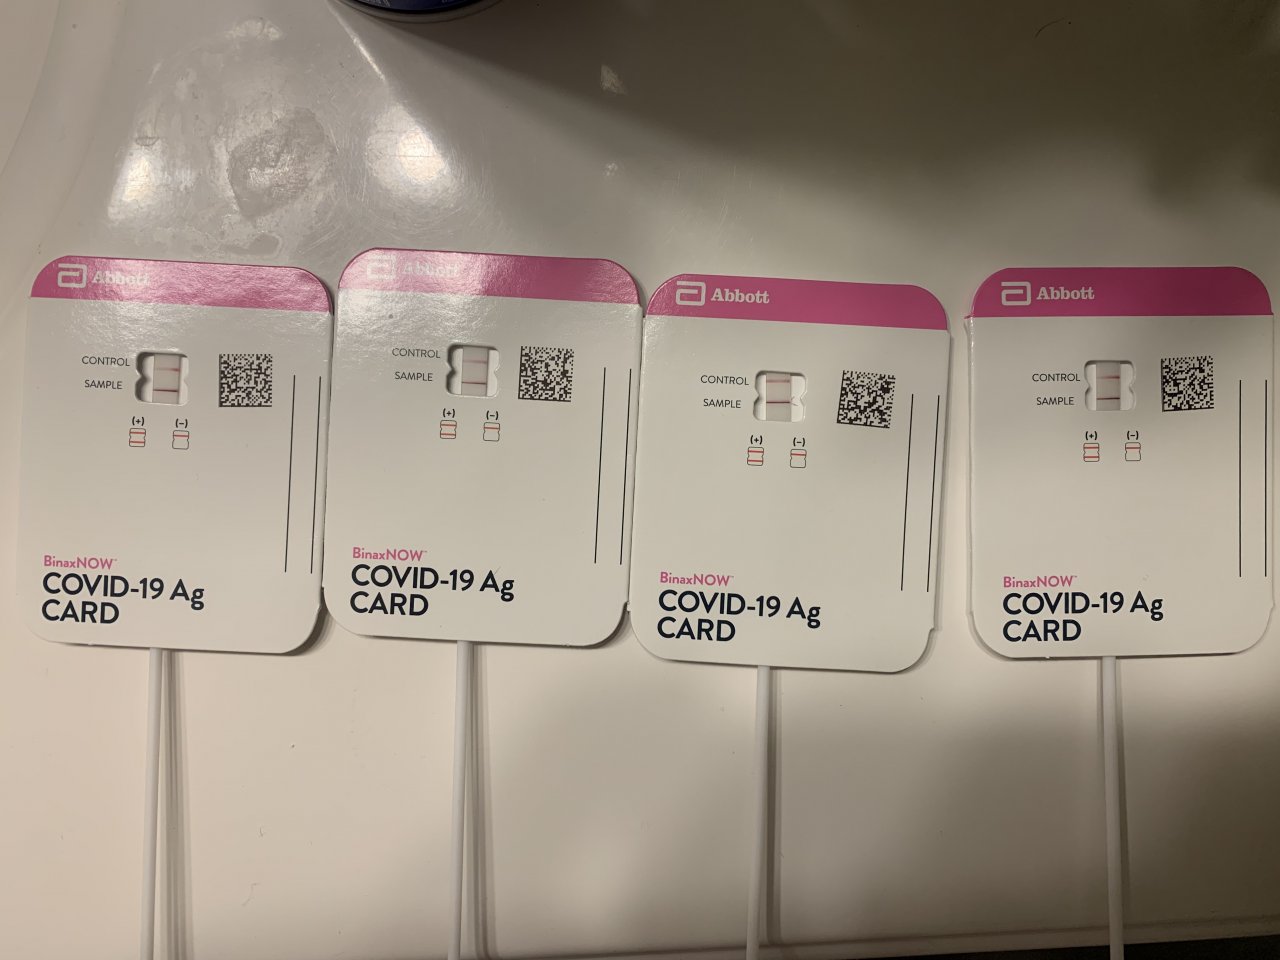 Abbott
CONTROL
SAMPLE
(+) (-)
BinaxNOW™
COVID-19 Ag
CARD
Abbott
CONTROL
SAMPLE
(+) (-)
BinaxNOW™
COVID-19 Ag
CARD
Abbott
CONTROL
SAMPLE
(+) (-)
BinaxNOW™
COVID-19 Ag
CARD
Abbott
CONTROL
SAMPLE
(+) (-)
BinaxNOW™
COVID-19 Ag
CARD